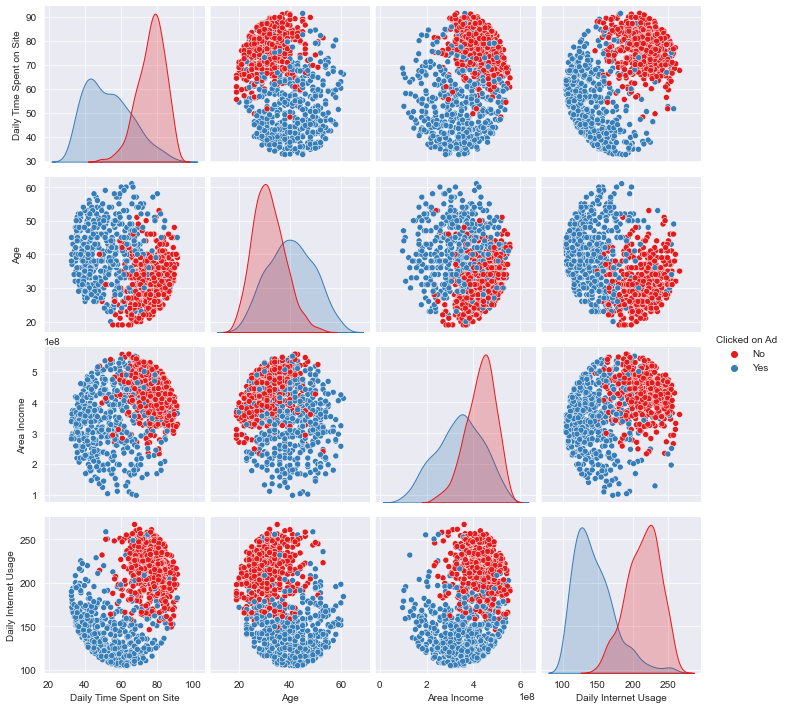 90
80
70
60
50
40
30
Daily Time Spent on Site
60
50
40
30
20
Age
1e8
5
4
3
2
1
Area Income
Clicked on Ad
No
Yes
250
200
150
100
Daily Internet Usage
20 40 60 80 100
Daily Time Spent on Site
20 40 60
Age
0 2 4 6
1e8
Area Income
100 150 200 250
Daily Internet Usage